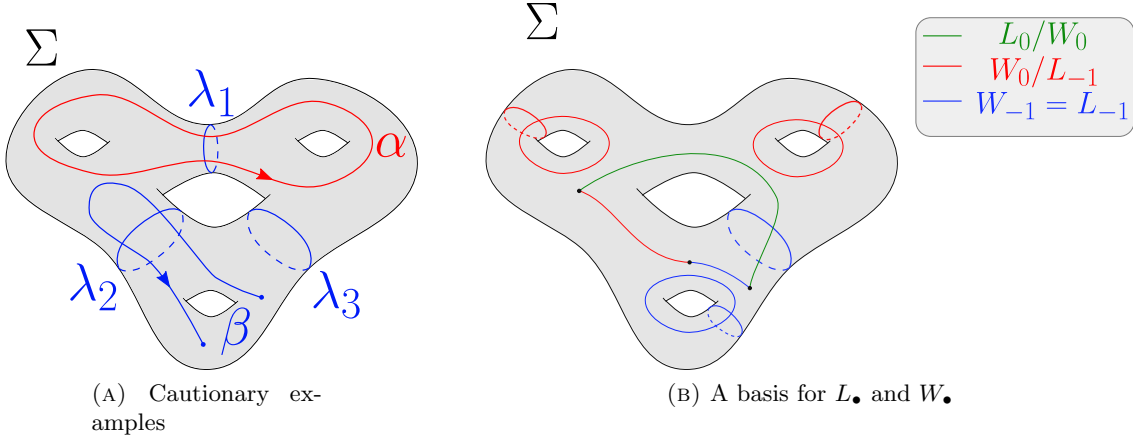 Σ
λ₁
α
λ₂
λ₃
β
(A) Cautionary ex-
amples
Σ
L₀/W₀
W₀/L₋₁
W₋₁ = L₋₁
(B) A basis for L• and W•